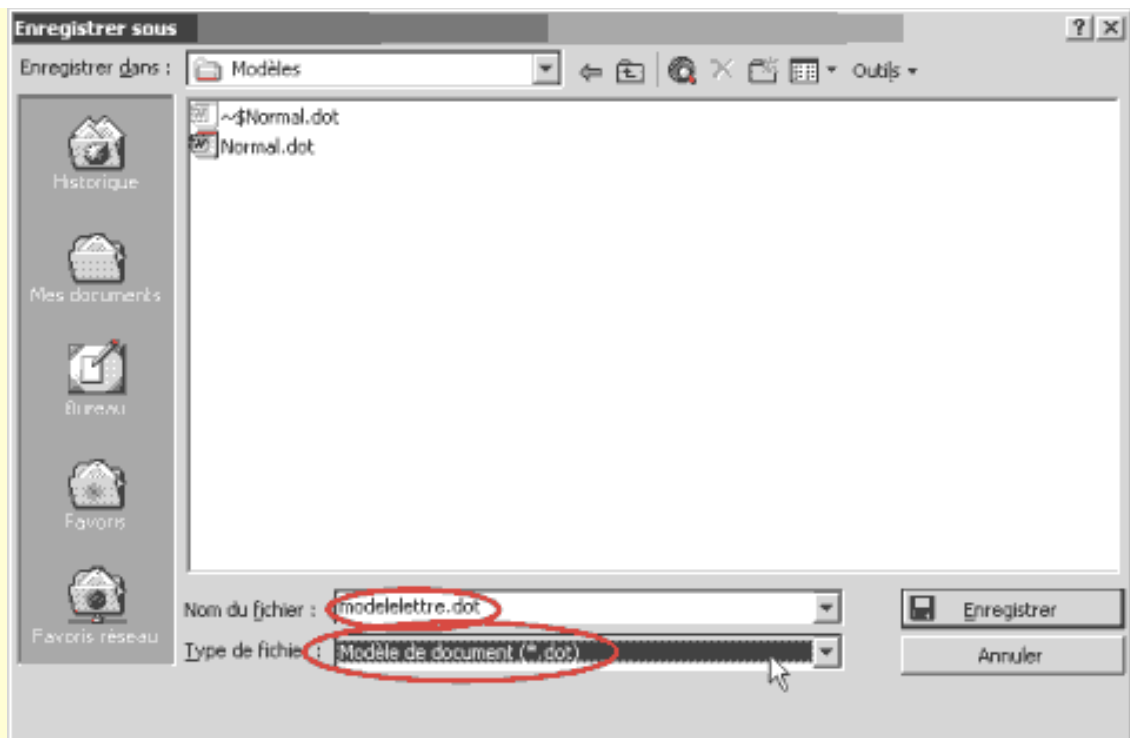 Enregistrer sous
Enregistrer dans : Modèles Outils
~$Normal.dot
Normal.dot
Historique
Mes documents
Bureau
Favoris
Favoris réseau
Nom du fichier : modelelettre.dot Enregistrer
Type de fichier : Modèle de document (*.dot) Annuler